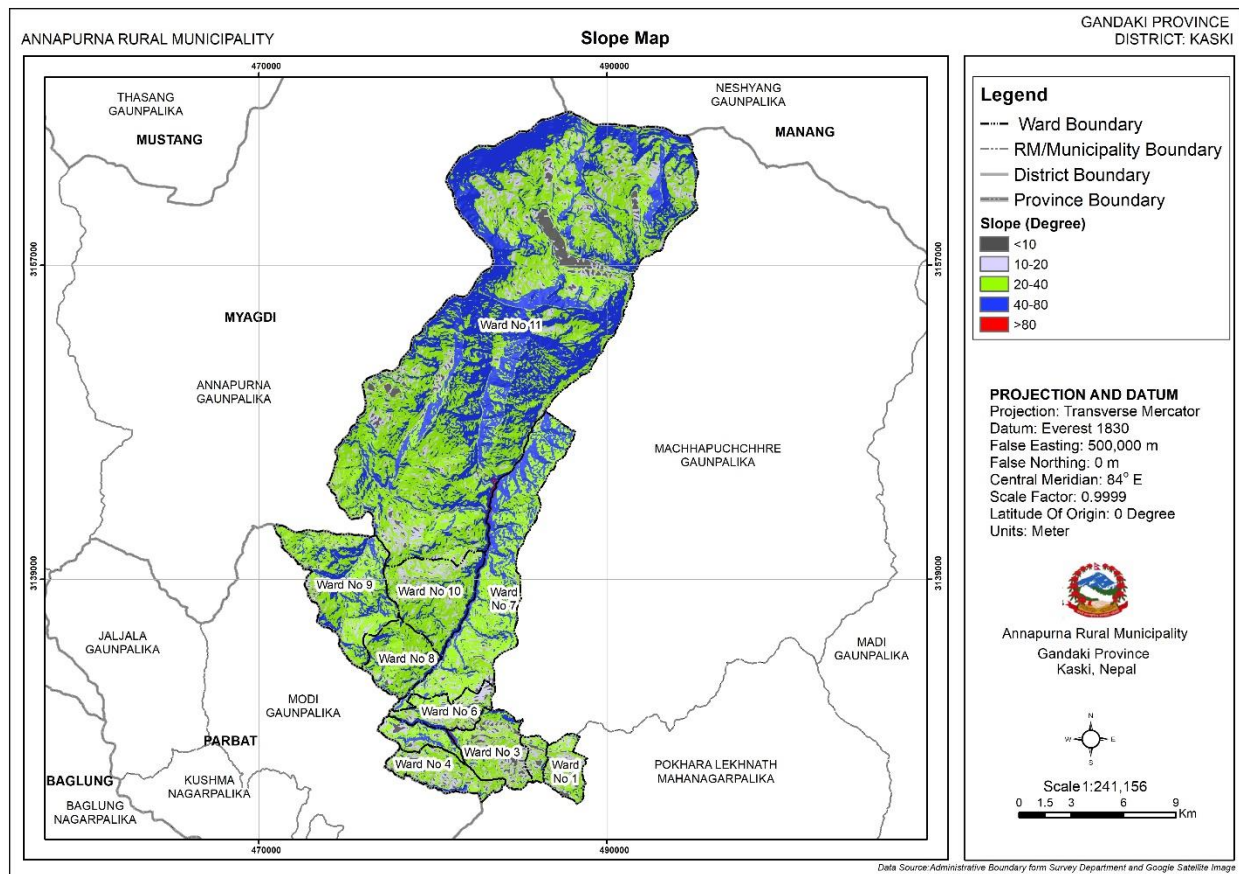 ANNAPURNA RURAL MUNICIPALITY
Slope Map
GANDAKI PROVINCE
DISTRICT: KASKI
470000
490000
THASANG
GAUNPALIKA
MUSTANG
NESHYANG
GAUNPALIKA
MANANG
3157000
3157000
MYAGDI
Ward No 11
ANNAPURNA
GAUNPALIKA
MACHHAPUCHCHHRE
GAUNPALIKA
3139000
3139000
Ward No 9
Ward No 10
Ward
No 7
JALJALA
GAUNPALIKA
MADI
GAUNPALIKA
Ward No 8
MODI
GAUNPALIKA
Ward No 6
PARBAT
Ward No 3
Ward No 4
Ward
No 1
POKHARA LEKHNATH
MAHANAGARPALIKA
BAGLUNG
KUSHMA
NAGARPALIKA
BAGLUNG
NAGARPALIKA
470000
490000
Legend
Ward Boundary
RM/Municipality Boundary
District Boundary
Province Boundary
Slope (Degree)
<10
10-20
20-40
40-80
>80
PROJECTION AND DATUM
Projection: Transverse Mercator
Datum: Everest 1830
False Easting: 500,000 m
False Northing: 0 m
Central Meridian: 84° E
Scale Factor: 0.9999
Latitude Of Origin: 0 Degree
Units: Meter
Annapurna Rural Municipality
Gandaki Province
Kaski, Nepal
N
W E
S
Scale 1:241,156
0 1.5 3 6 9
Km
Data Source:Administrative Boundary form Survey Department and Google Satellite Image